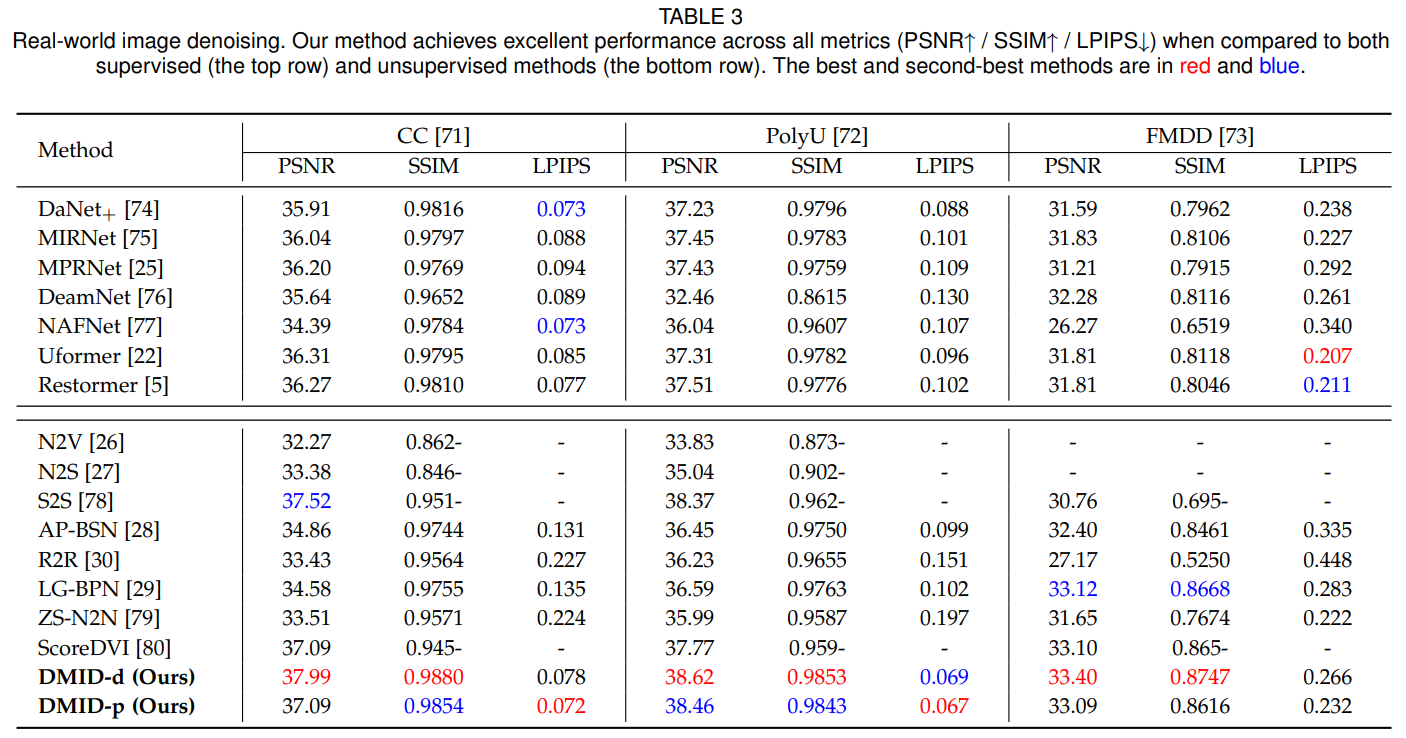 TABLE 3
Real-world image denoising. Our method achieves excellent performance across all metrics (PSNR↑ / SSIM↑ / LPIPS↓) when compared to both
supervised (the top row) and unsupervised methods (the bottom row). The best and second-best methods are in red and blue.
Method CC [71] PolyU [72] FMDD [73]
PSNR SSIM LPIPS PSNR SSIM LPIPS PSNR SSIM LPIPS
DaNet+ [74] 35.91 0.9816 0.073 37.23 0.9796 0.088 31.59 0.7962 0.238
MIRNet [75] 36.04 0.9797 0.088 37.45 0.9783 0.101 31.83 0.8106 0.227
MPRNet [25] 36.20 0.9769 0.094 37.43 0.9759 0.109 31.21 0.7915 0.292
DeamNet [76] 35.64 0.9652 0.089 32.46 0.8615 0.130 32.28 0.8116 0.261
NAFNet [77] 34.39 0.9784 0.073 36.04 0.9607 0.107 26.27 0.6519 0.340
Uformer [22] 36.31 0.9795 0.085 37.31 0.9782 0.096 31.81 0.8118 0.207
Restormer [5] 36.27 0.9810 0.077 37.51 0.9776 0.102 31.81 0.8046 0.211
N2V [26] 32.27 0.862- - 33.83 0.873- - - - -
N2S [27] 33.38 0.846- - 35.04 0.902- - - - -
S2S [78] 37.52 0.951- - 38.37 0.962- - 30.76 0.695- -
AP-BSN [28] 34.86 0.9744 0.131 36.45 0.9750 0.099 32.40 0.8461 0.335
R2R [30] 33.43 0.9564 0.227 36.23 0.9655 0.151 27.17 0.5250 0.448
LG-BPN [29] 34.58 0.9755 0.135 36.59 0.9763 0.102 33.12 0.8668 0.283
ZS-N2N [79] 33.51 0.9571 0.224 35.99 0.9587 0.197 31.65 0.7674 0.222
ScoreDVI [80] 37.09 0.945- - 37.77 0.959- - 33.10 0.865- -
DMID-d (Ours) 37.99 0.9880 0.078 38.62 0.9853 0.069 33.40 0.8747 0.266
DMID-p (Ours) 37.09 0.9854 0.072 38.46 0.9843 0.067 33.09 0.8616 0.232